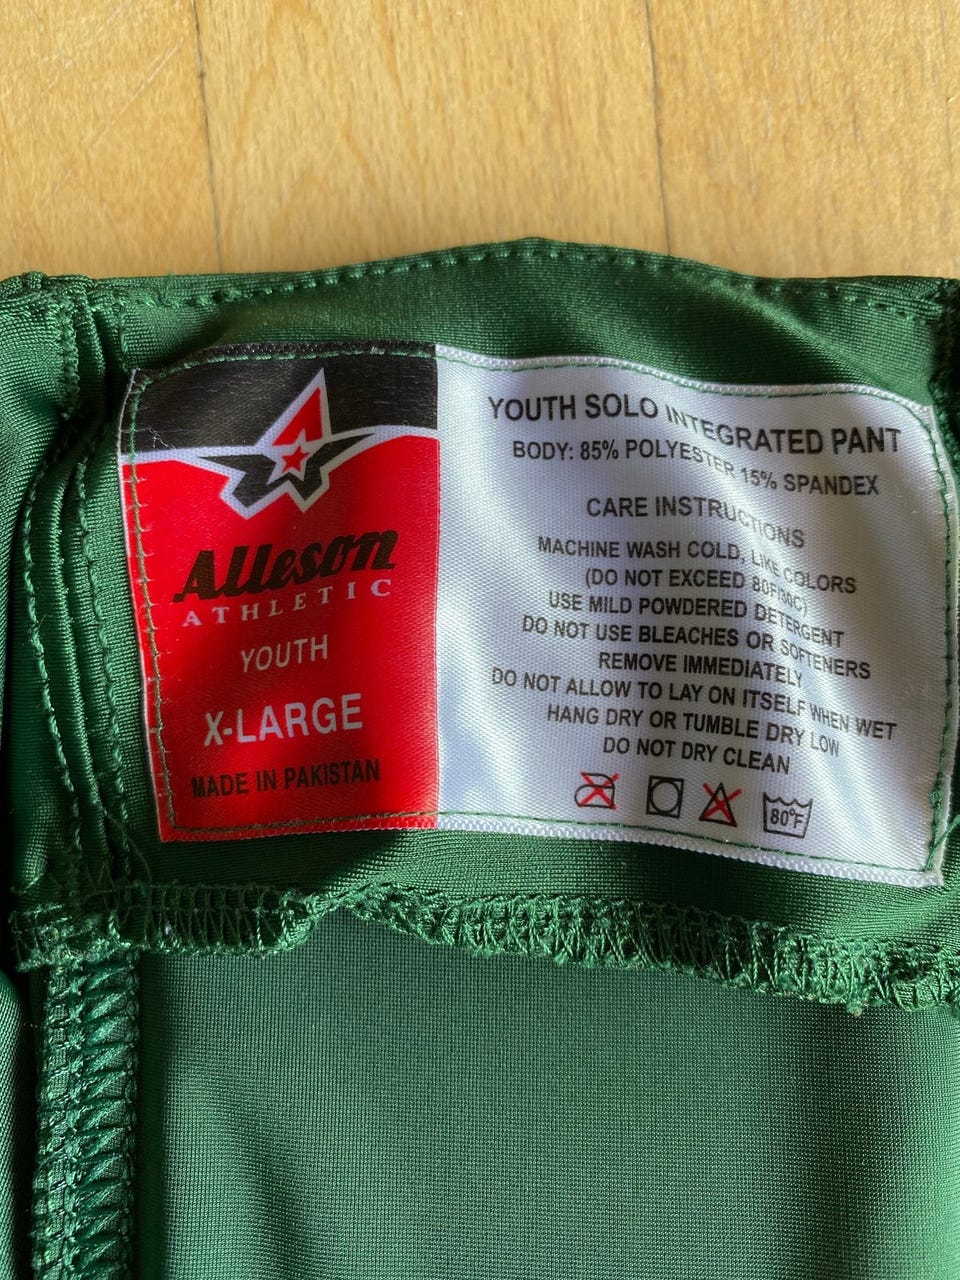 Alleson
ATHLETIC
YOUTH
X-LARGE
MADE IN PAKISTAN
YOUTH SOLO INTEGRATED PANT
BODY: 85% POLYESTER 15% SPANDEX
CARE INSTRUCTIONS
MACHINE WASH COLD, LIKE COLORS
(DO NOT EXCEED 80F/30C)
USE MILD POWDERED DETERGENT
DO NOT USE BLEACHES OR SOFTENERS
REMOVE IMMEDIATELY
DO NOT ALLOW TO LAY ON ITSELF WHEN WET
HANG DRY OR TUMBLE DRY LOW
DO NOT DRY CLEAN
80°F